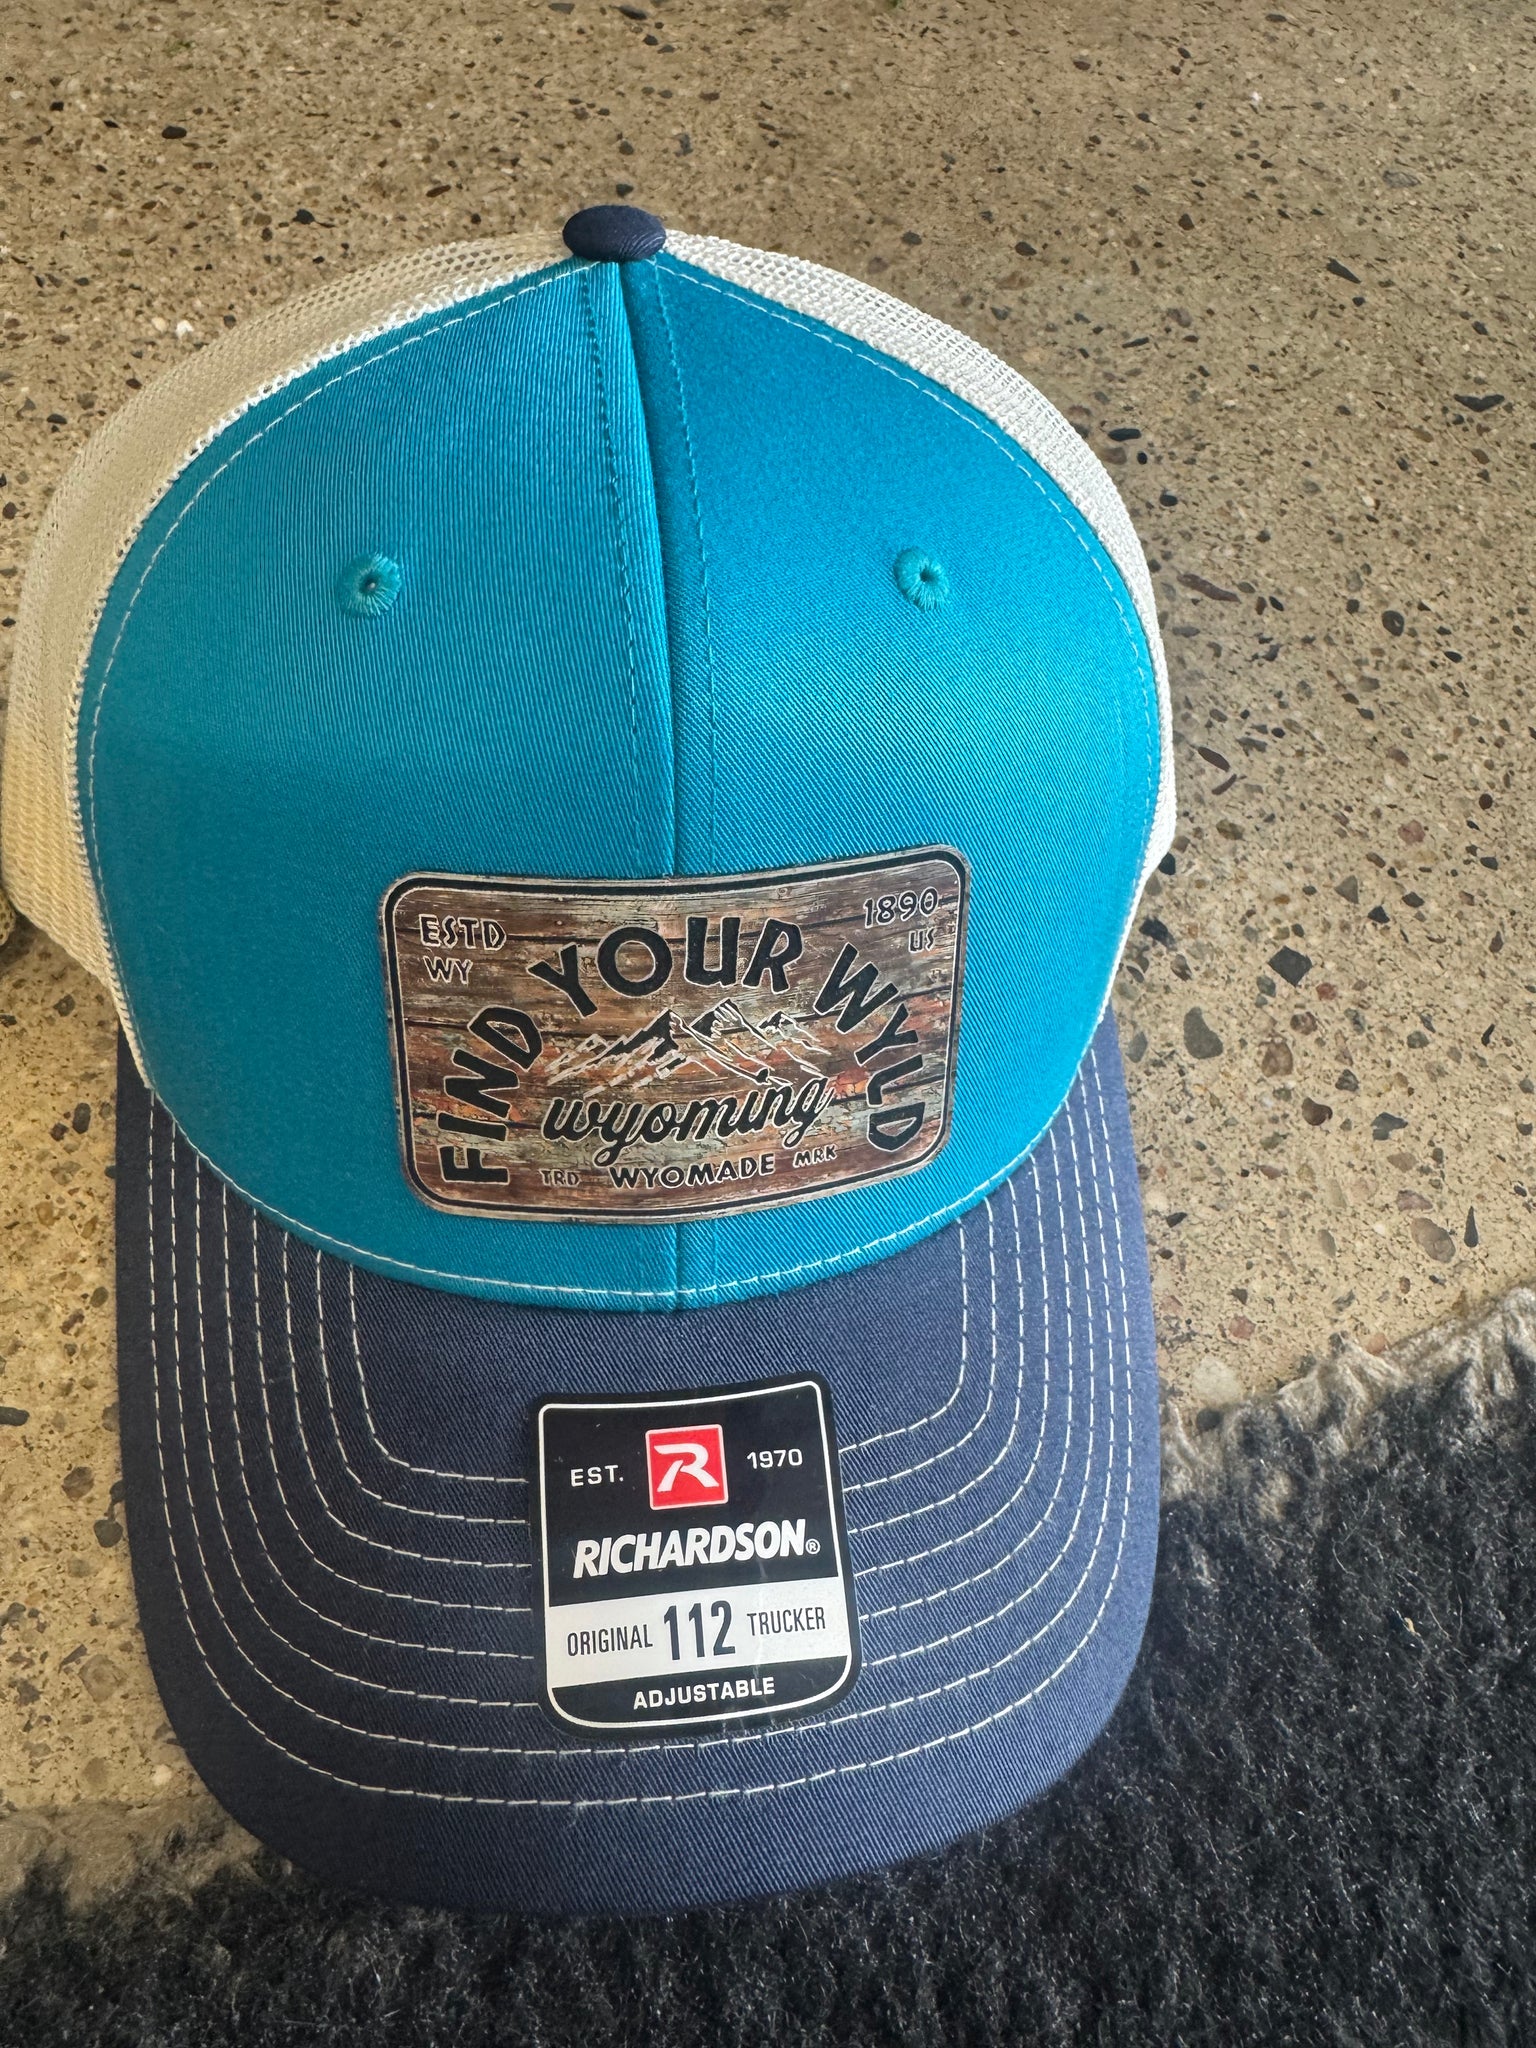 ESTD
WY
1890
US
FIND YOUR WYLD
wyoming
TRD WYOMADE MRK
EST. R 1970
RICHARDSON®
ORIGINAL 112 TRUCKER
ADJUSTABLE